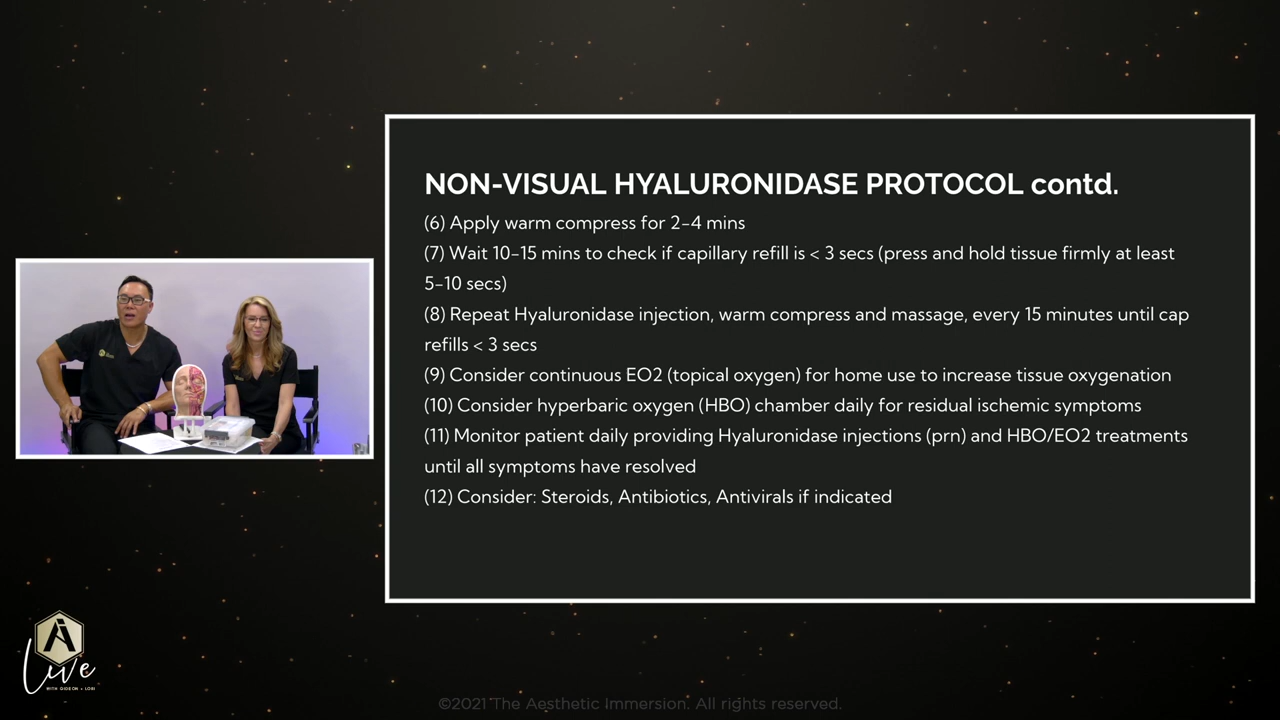 NON-VISUAL HYALURONIDASE PROTOCOL contd.
(6) Apply warm compress for 2-4 mins
(7) Wait 10-15 mins to check if capillary refill is < 3 secs (press and hold tissue firmly at least
5-10 secs)
(8) Repeat Hyaluronidase injection, warm compress and massage, every 15 minutes until cap
refills < 3 secs
(9) Consider continuous EO2 (topical oxygen) for home use to increase tissue oxygenation
(10) Consider hyperbaric oxygen (HBO) chamber daily for residual ischemic symptoms
(11) Monitor patient daily providing Hyaluronidase injections (prn) and HBO/EO2 treatments
until all symptoms have resolved
(12) Consider: Steroids, Antibiotics, Antivirals if indicated
Ai
Live
WITH GIDEON + LORI
©2021 The Aesthetic Immersion. All rights reserved.